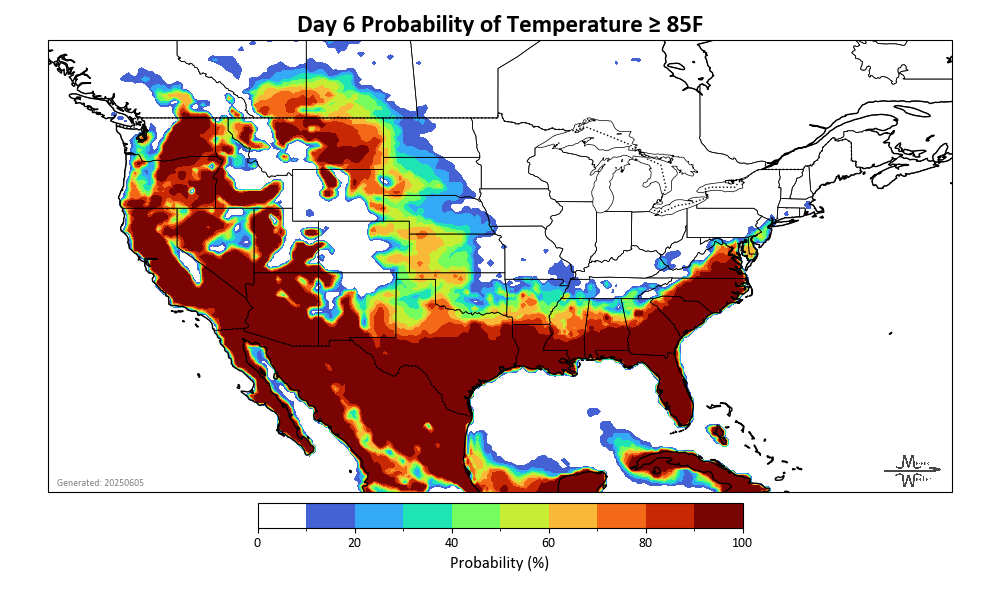 Day 6 Probability of Temperature ≥ 85F
Generated: 20250605
0 20 40 60 80 100
Probability (%)